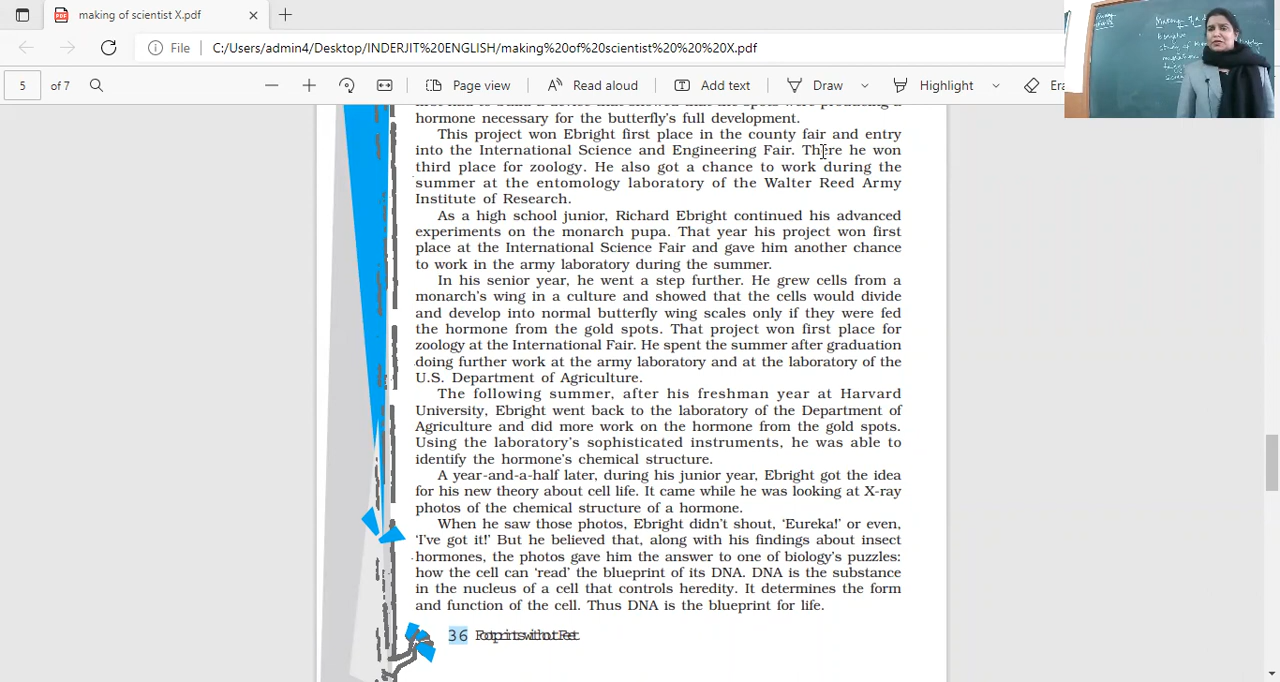 making of scientist X.pdf
File C:/Users/admin4/Desktop/INDERJIT%20ENGLISH/making%20of%20scientist%20%20%20X.pdf
5 of 7 Page view Read aloud Add text Draw Highlight Era
hormone necessary for the butterfly's full development.
This project won Ebright first place in the county fair and entry
into the International Science and Engineering Fair. There he won
third place for zoology. He also got a chance to work during the
summer at the entomology laboratory of the Walter Reed Army
Institute of Research.
As a high school junior, Richard Ebright continued his advanced
experiments on the monarch pupa. That year his project won first
place at the International Science Fair and gave him another chance
to work in the army laboratory during the summer.
In his senior year, he went a step further. He grew cells from a
monarch's wing in a culture and showed that the cells would divide
and develop into normal butterfly wing scales only if they were fed
the hormone from the gold spots. That project won first place for
zoology at the International Fair. He spent the summer after graduation
doing further work at the army laboratory and at the laboratory of the
U.S. Department of Agriculture.
The following summer, after his freshman year at Harvard
University, Ebright went back to the laboratory of the Department of
Agriculture and did more work on the hormone from the gold spots.
Using the laboratory's sophisticated instruments, he was able to
identify the hormone's chemical structure.
A year-and-a-half later, during his junior year, Ebright got the idea
for his new theory about cell life. It came while he was looking at X-ray
photos of the chemical structure of a hormone.
When he saw those photos, Ebright didn't shout, 'Eureka!' or even,
'I've got it!' But he believed that, along with his findings about insect
hormones, the photos gave him the answer to one of biology's puzzles:
how the cell can 'read' the blueprint of its DNA. DNA is the substance
in the nucleus of a cell that controls heredity. It determines the form
and function of the cell. Thus DNA is the blueprint for life.
36